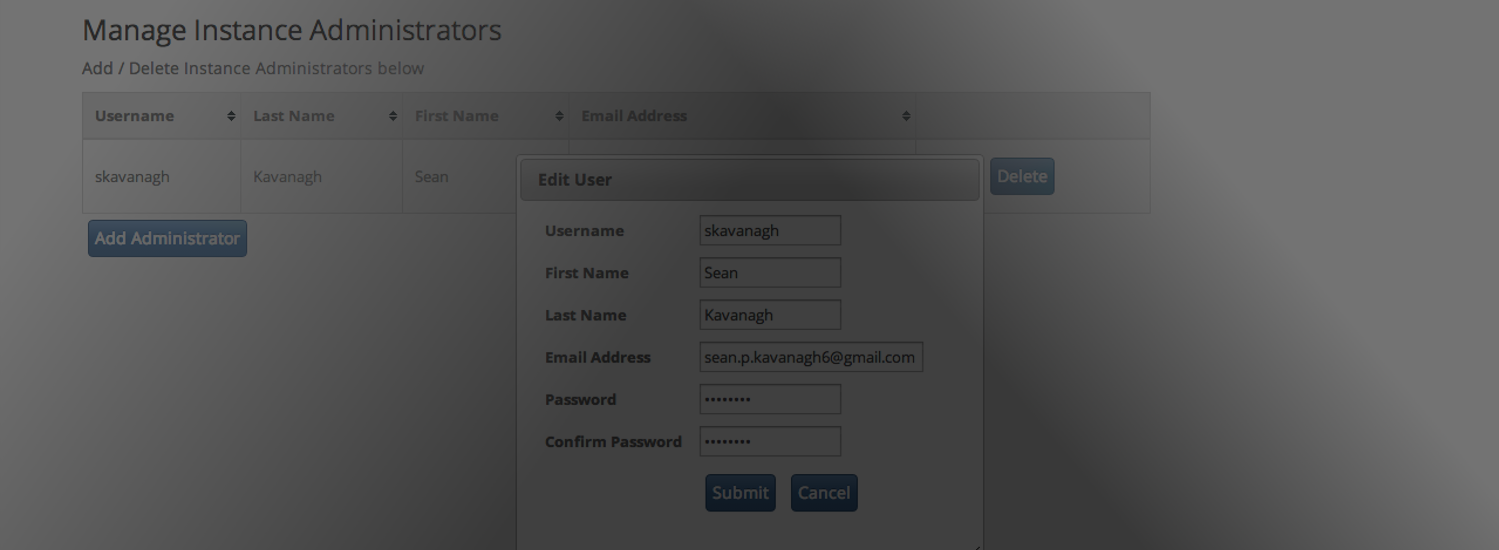 Manage Instance Administrators
Add / Delete Instance Administrators below
Username Last Name First Name Email Address
skavanagh Kavanagh Sean Delete
Add Administrator
Edit User
Username skavanagh
First Name Sean
Last Name Kavanagh
Email Address sean.p.kavanagh6@gmail.com
Password ••••••••
Confirm Password ••••••••
Submit Cancel